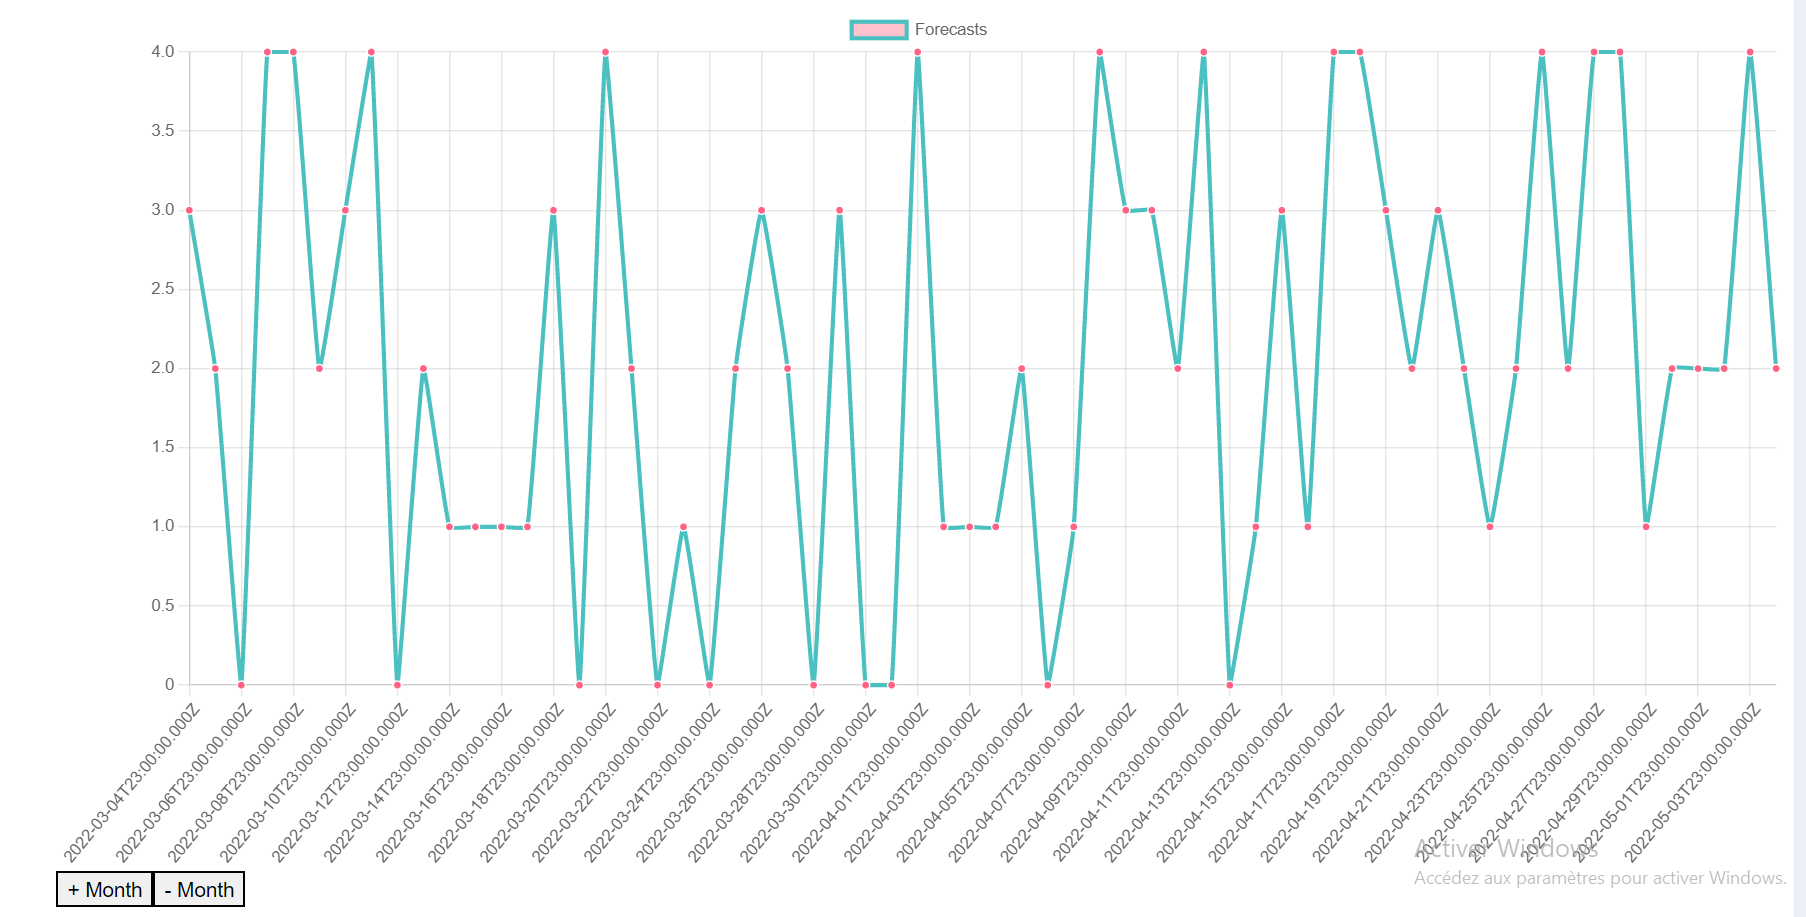 Forecasts
4.0
3.5
3.0
2.5
2.0
1.5
1.0
0.5
0
2022-03-04T23:00:00.000Z
2022-03-06T23:00:00.000Z
2022-03-08T23:00:00.000Z
2022-03-10T23:00:00.000Z
2022-03-12T23:00:00.000Z
2022-03-14T23:00:00.000Z
2022-03-16T23:00:00.000Z
2022-03-18T23:00:00.000Z
2022-03-20T23:00:00.000Z
2022-03-22T23:00:00.000Z
2022-03-24T23:00:00.000Z
2022-03-26T23:00:00.000Z
2022-03-28T23:00:00.000Z
2022-03-30T23:00:00.000Z
2022-04-01T23:00:00.000Z
2022-04-03T23:00:00.000Z
2022-04-05T23:00:00.000Z
2022-04-07T23:00:00.000Z
2022-04-09T23:00:00.000Z
2022-04-11T23:00:00.000Z
2022-04-13T23:00:00.000Z
2022-04-15T23:00:00.000Z
2022-04-17T23:00:00.000Z
2022-04-19T23:00:00.000Z
2022-04-21T23:00:00.000Z
2022-04-23T23:00:00.000Z
2022-04-25T23:00:00.000Z
2022-04-27T23:00:00.000Z
2022-04-29T23:00:00.000Z
2022-05-01T23:00:00.000Z
2022-05-03T23:00:00.000Z
Activer Windows
Accédez aux paramètres pour activer Windows.
+ Month
- Month